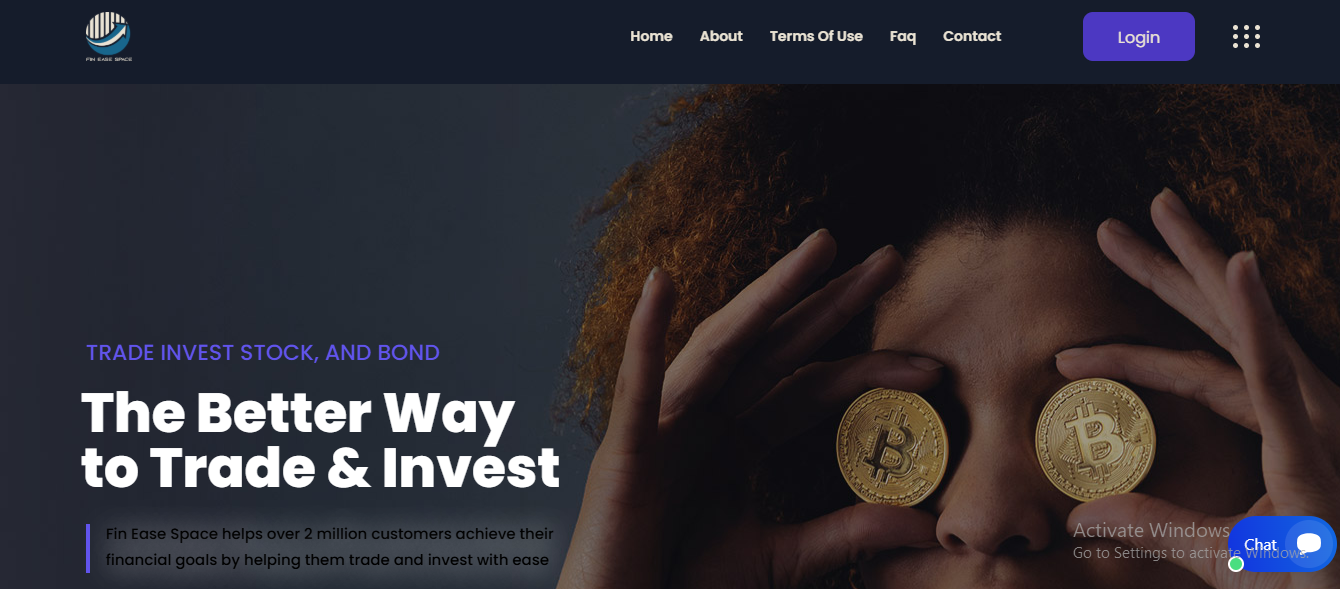 FIN EASE SPACE
Home About Terms Of Use Faq Contact Login
TRADE INVEST STOCK, AND BOND
The Better Way
to Trade & Invest
Fin Ease Space helps over 2 million customers achieve their
financial goals by helping them trade and invest with ease
Activate Windows
Go to Settings to activate Windows.
Chat